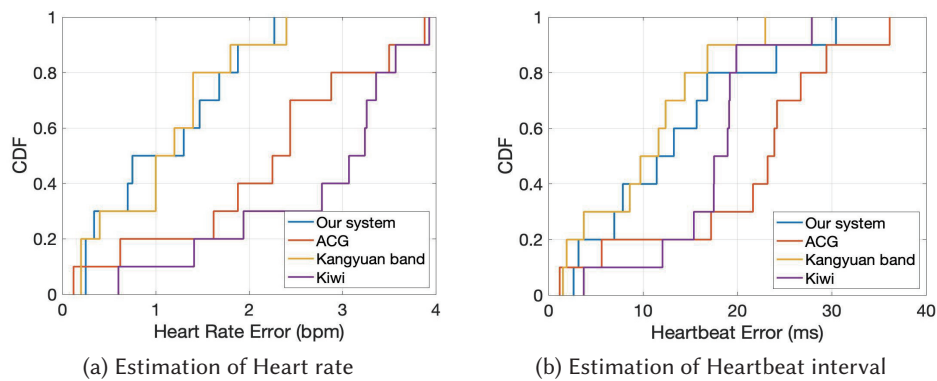 1
0.8
0.6
0.4
0.2
0
CDF
0
1
2
3
4
Heart Rate Error (bpm)
Our system
ACG
Kangyuan band
Kiwi
(a) Estimation of Heart rate
1
0.8
0.6
0.4
0.2
0
CDF
0
10
20
30
40
Heartbeat Error (ms)
Our system
ACG
Kangyuan band
Kiwi
(b) Estimation of Heartbeat interval